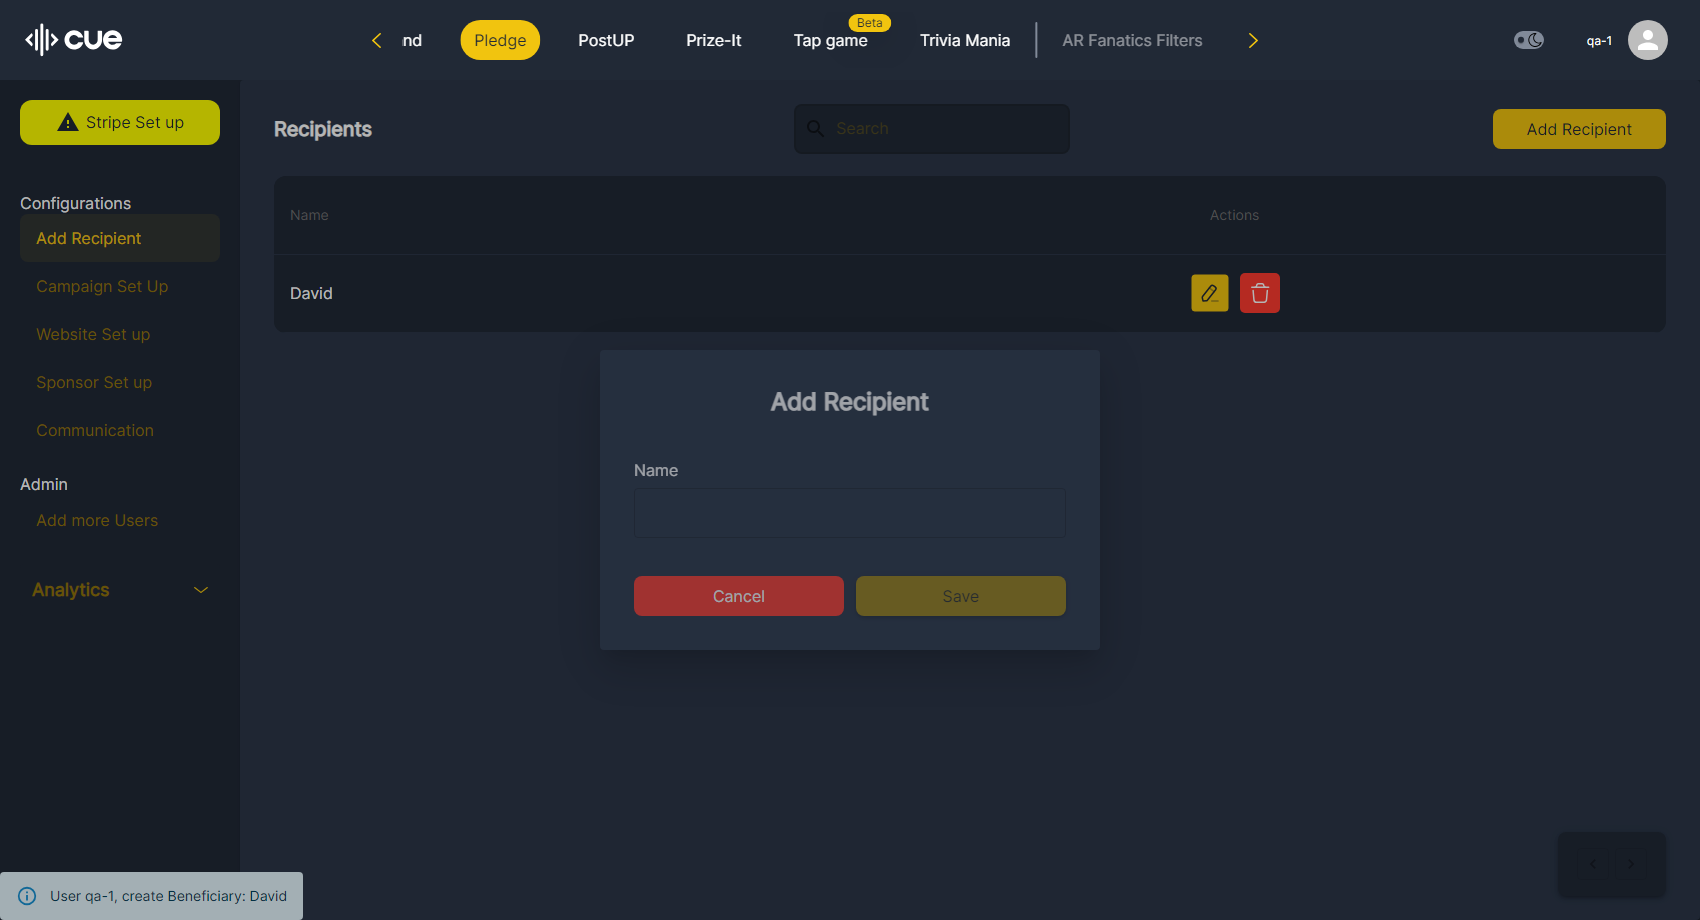 cue
nd
Pledge
PostUP
Prize-It
Beta
Tap game
Trivia Mania
AR Fanatics Filters
qa-1
Stripe Set up
Configurations
Add Recipient
Campaign Set Up
Website Set up
Sponsor Set up
Communication
Admin
Add more Users
Analytics
Recipients
Search
Add Recipient
Name
Actions
David
Add Recipient
Name
Cancel
Save
User qa-1, create Beneficiary: David